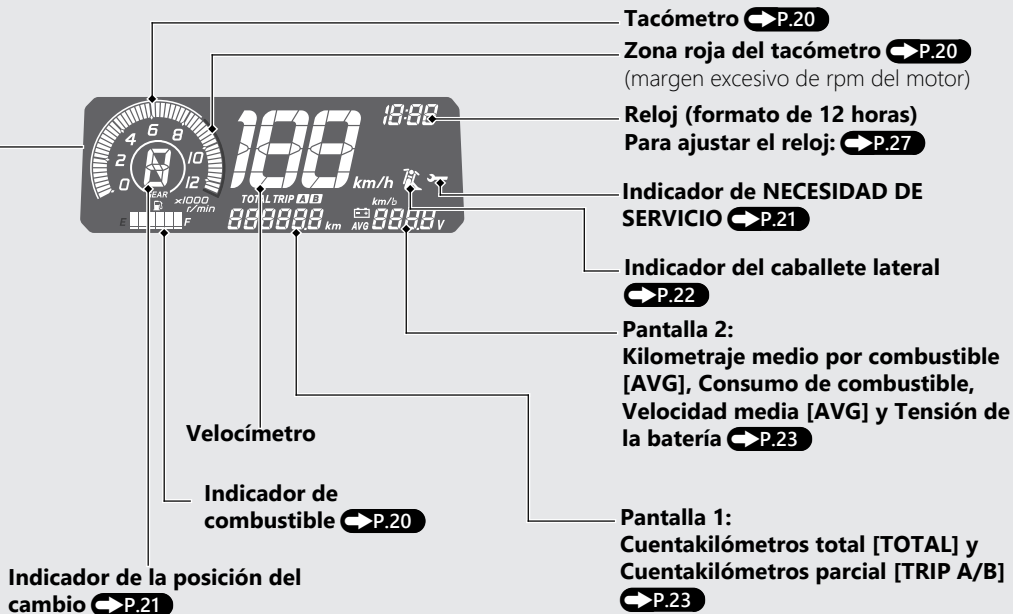 Tacómetro P.20
Zona roja del tacómetro P.20
(margen excesivo de rpm del motor)
Reloj (formato de 12 horas)
Para ajustar el reloj: P.27
Indicador de NECESIDAD DE
SERVICIO P.21
Indicador del caballete lateral
P.22
Pantalla 2:
Kilometraje medio por combustible
[AVG], Consumo de combustible,
Velocidad media [AVG] y Tensión de
la batería P.23
Pantalla 1:
Cuentakilómetros total [TOTAL] y
Cuentakilómetros parcial [TRIP A/B]
P.23
Velocímetro
Indicador de
combustible P.20
Indicador de la posición del
cambio P.21
0 2 4 6 8 10 12
8
GEAR
x1000
r/min
E F
188
km/h
18:88
TOTAL TRIP A B
888888 km
km/h
AVG 888.8 V